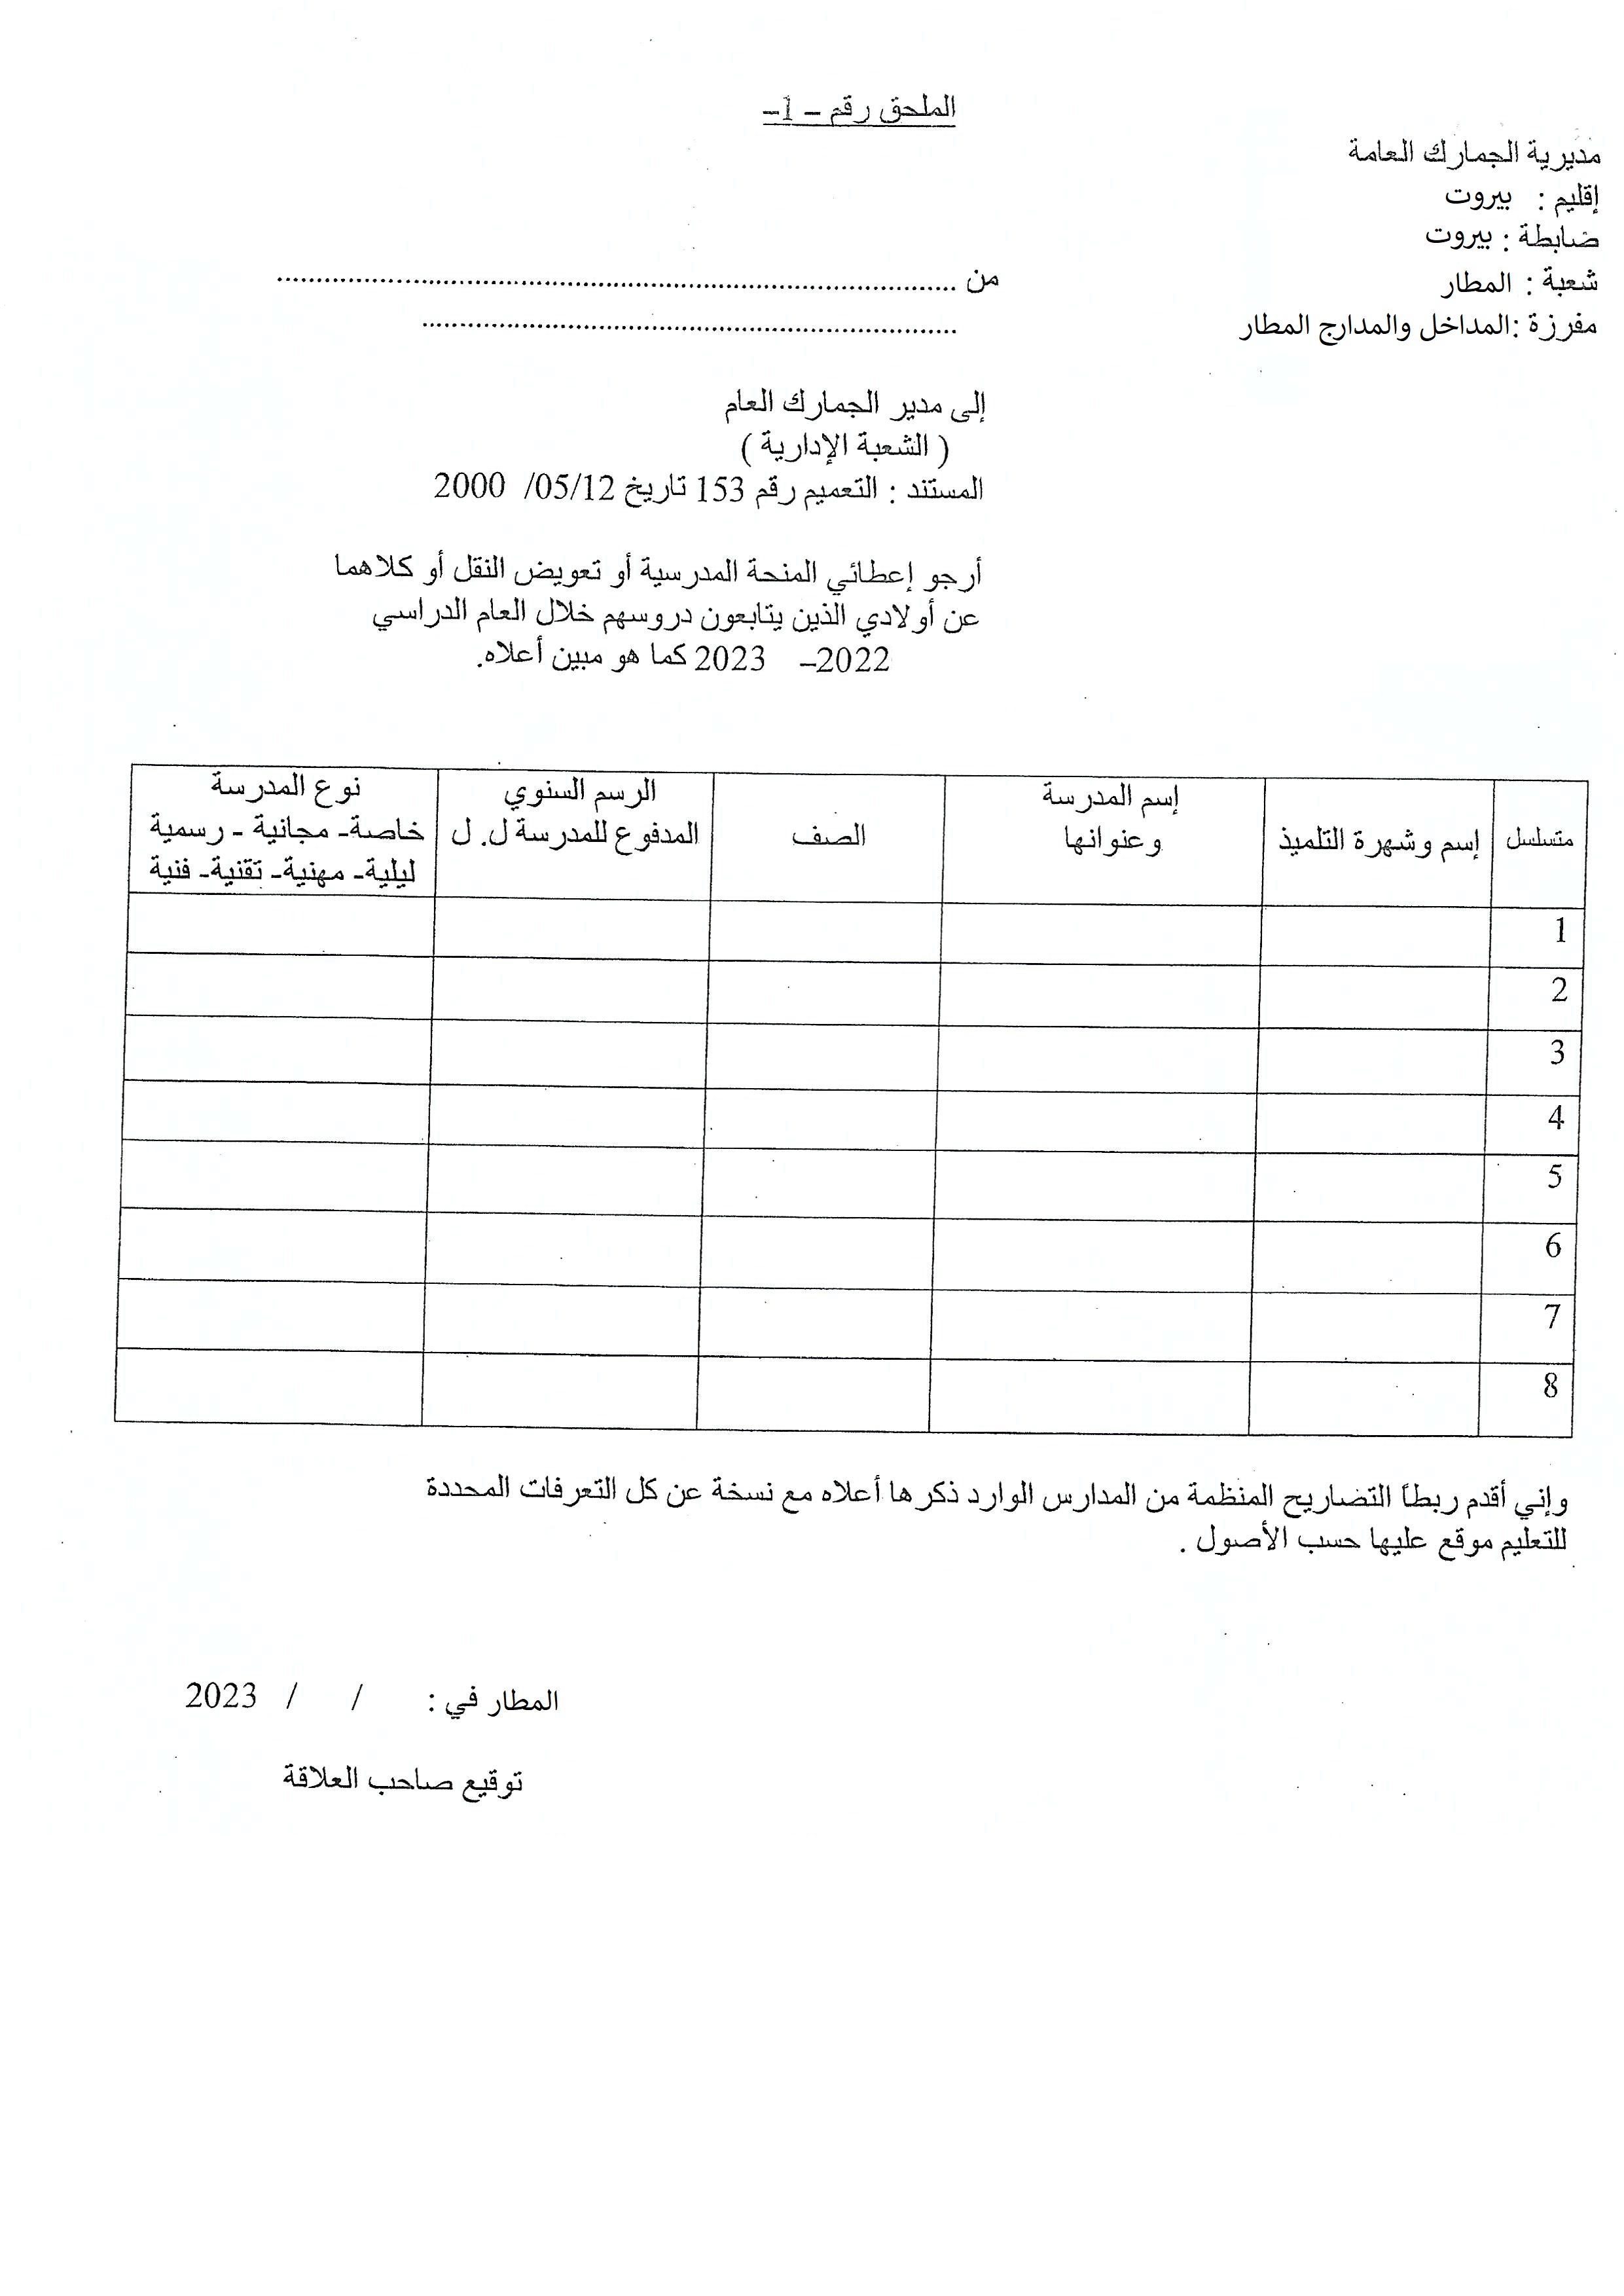 الملحق رقم – 1–
مديرية الجمارك العامة
إقليم : بيروت
ضابطة : بيروت
شعبة : المطار
مفرزة :المداخل والمدارج المطار
من ........................................................................................
.....................................................................
إلى مدير الجمارك العام
( الشعبة الإدارية )
المستند : التعميم رقم 153 تاريخ 05/12/ 2000
أرجو إعطائي المنحة المدرسية أو تعويض النقل أو كلاهما
عن أولادي الذين يتابعون دروسهم خلال العام الدراسي
2022– 2023 كما هو مبين أعلاه.
متسلسل
إسم وشهرة التلميذ
إسم المدرسة
وعنوانها
الصف
الرسم السنوي
المدفوع للمدرسة ل. ل
نوع المدرسة
خاصة- مجانية - رسمية
ليلية- مهنية- تقنية- فنية
1
2
3
4
5
6
7
8
وإني أقدم ربطاً التضاريح المنظمة من المدارس الوارد ذكرها أعلاه مع نسخة عن كل التعرفات المحددة
للتعليم موقع عليها حسب الأصول .
المطار في : / / 2023
توقيع صاحب العلاقة